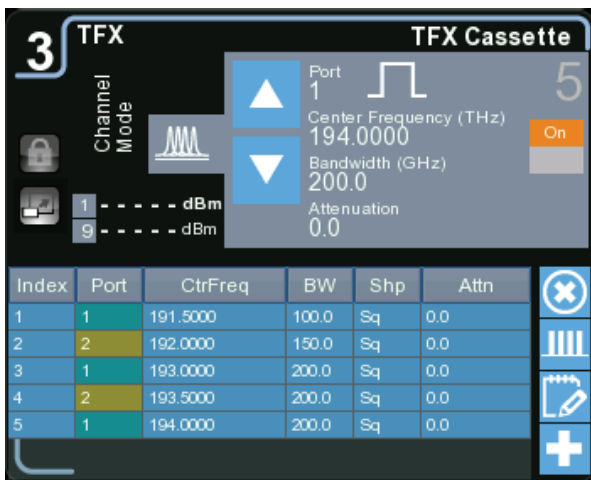 3 TFX TFX Cassette
Channel
Mode
Port
1
5
Center Frequency (THz)
194.0000
On
Bandwidth (GHz)
200.0
Attenuation
0.0
1 - - - - - dBm
9 - - - - - dBm
Index Port CtrFreq BW Shp Attn
1 1 191.5000 100.0 Sq 0.0
2 2 192.0000 150.0 Sq 0.0
3 1 193.0000 200.0 Sq 0.0
4 2 193.5000 200.0 Sq 0.0
5 1 194.0000 200.0 Sq 0.0